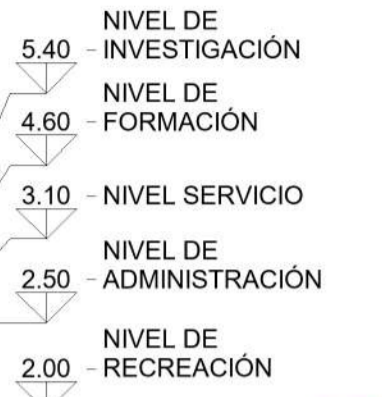 NIVEL DE
5.40 - INVESTIGACIÓN
NIVEL DE
4.60 - FORMACIÓN
3.10 - NIVEL SERVICIO
NIVEL DE
2.50 - ADMINISTRACIÓN
NIVEL DE
2.00 - RECREACIÓN